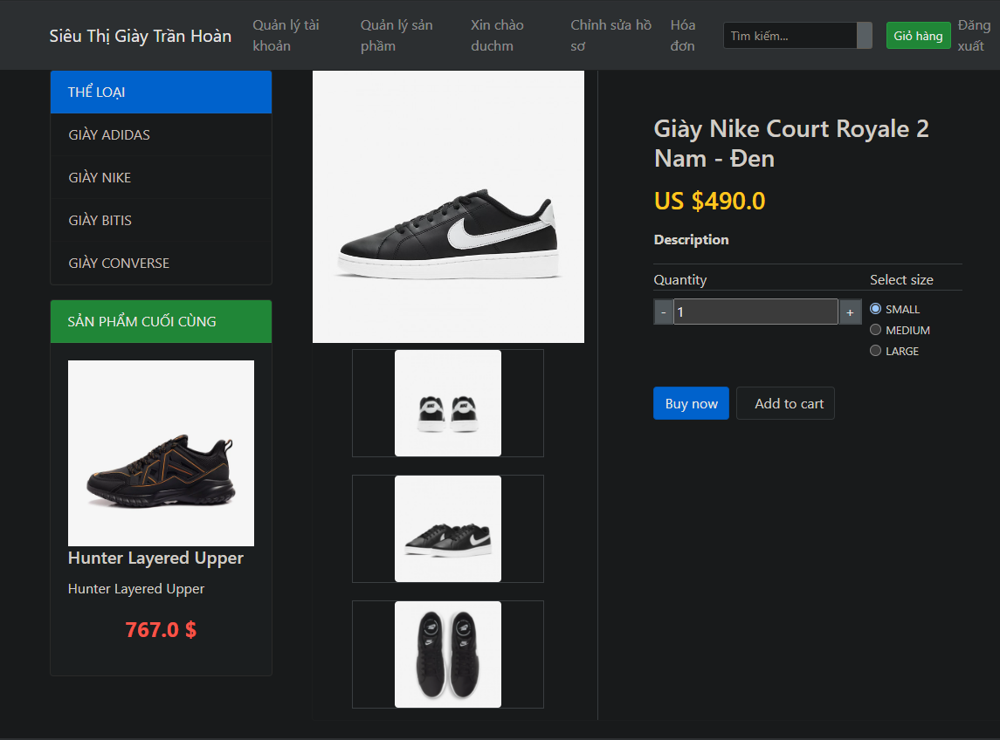 Siêu Thị Giày Trần Hoàn
Quản lý tài
khoản
Quản lý sản
phẩm
Xin chào
duchm
Chỉnh sửa hồ
sơ
Hóa
đơn
Tìm kiếm...
Giỏ hàng
Đăng
xuất
THỂ LOẠI
GIÀY ADIDAS
GIÀY NIKE
GIÀY BITIS
GIÀY CONVERSE
SẢN PHẨM CUỐI CÙNG
Hunter Layered Upper
Hunter Layered Upper
767.0 $
Giày Nike Court Royale 2
Nam - Đen
US $490.0
Description
Quantity
Select size
- 1 +
SMALL
MEDIUM
LARGE
Buy now
Add to cart